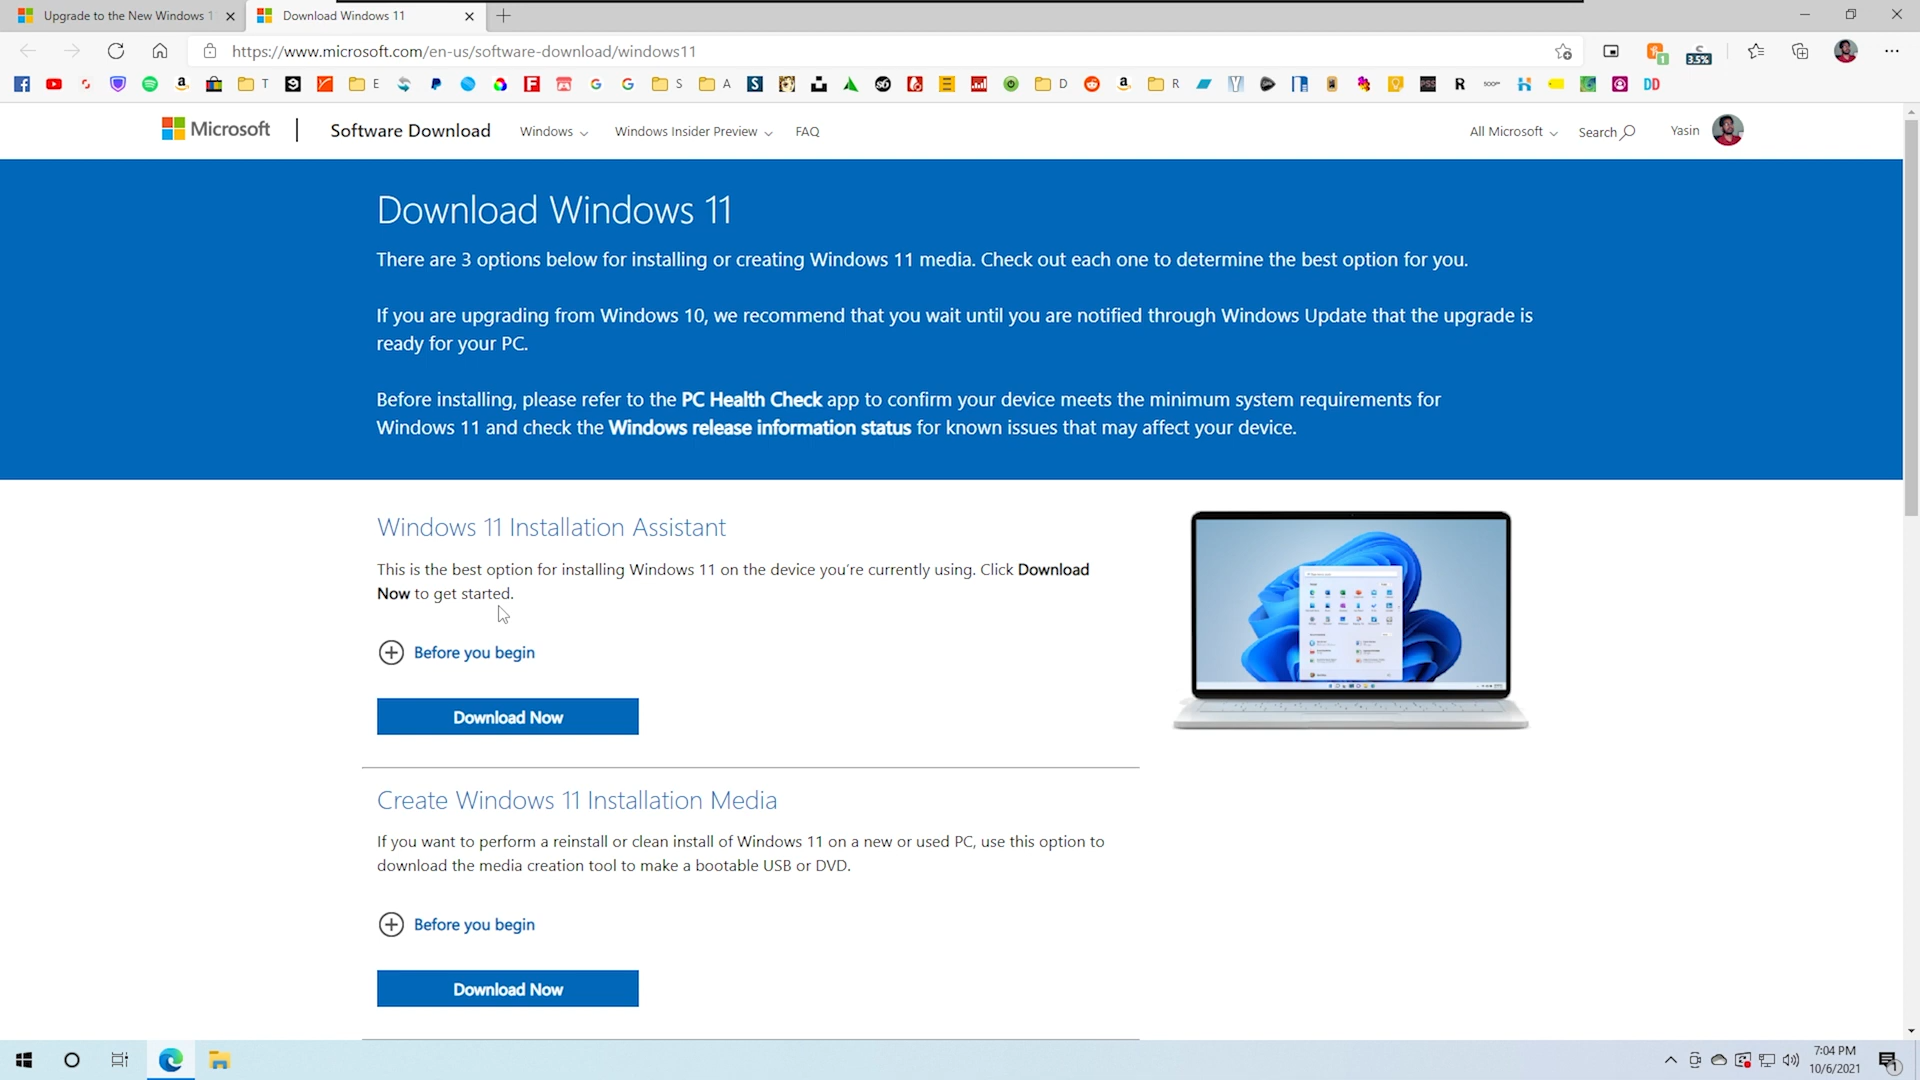 Upgrade to the New Windows 1
Download Windows 11
https://www.microsoft.com/en-us/software-download/windows11
1
3.5%
T
E
S
A
D
R
DD
Microsoft
Software Download
Windows
Windows Insider Preview
FAQ
All Microsoft
Search
Yasin
Download Windows 11
There are 3 options below for installing or creating Windows 11 media. Check out each one to determine the best option for you.
If you are upgrading from Windows 10, we recommend that you wait until you are notified through Windows Update that the upgrade is
ready for your PC.
Before installing, please refer to the PC Health Check app to confirm your device meets the minimum system requirements for
Windows 11 and check the Windows release information status for known issues that may affect your device.
Windows 11 Installation Assistant
This is the best option for installing Windows 11 on the device you're currently using. Click Download
Now to get started.
Before you begin
Download Now
Create Windows 11 Installation Media
If you want to perform a reinstall or clean install of Windows 11 on a new or used PC, use this option to
download the media creation tool to make a bootable USB or DVD.
Before you begin
Download Now
7:04 PM
10/6/2021
1